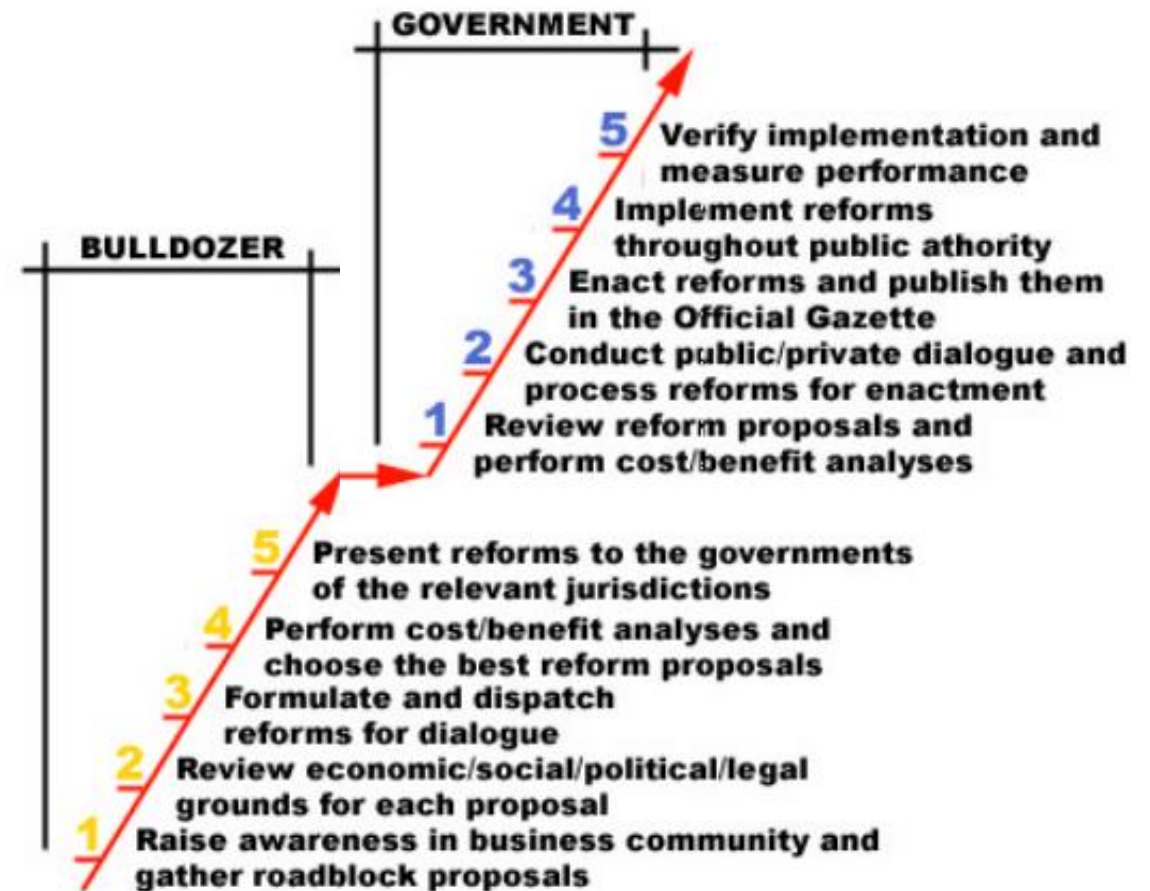 GOVERNMENT
5 Verify implementation and
measure performance
4 Implement reforms
throughout public athority
3 Enact reforms and publish them
in the Official Gazette
2 Conduct public/private dialogue and
process reforms for enactment
1 Review reform proposals and
perform cost/benefit analyses
BULLDOZER
5 Present reforms to the governments
of the relevant jurisdictions
4 Perform cost/benefit analyses and
choose the best reform proposals
3 Formulate and dispatch
reforms for dialogue
2 Review economic/social/political/legal
grounds for each proposal
1 Raise awareness in business community and
gather roadblock proposals